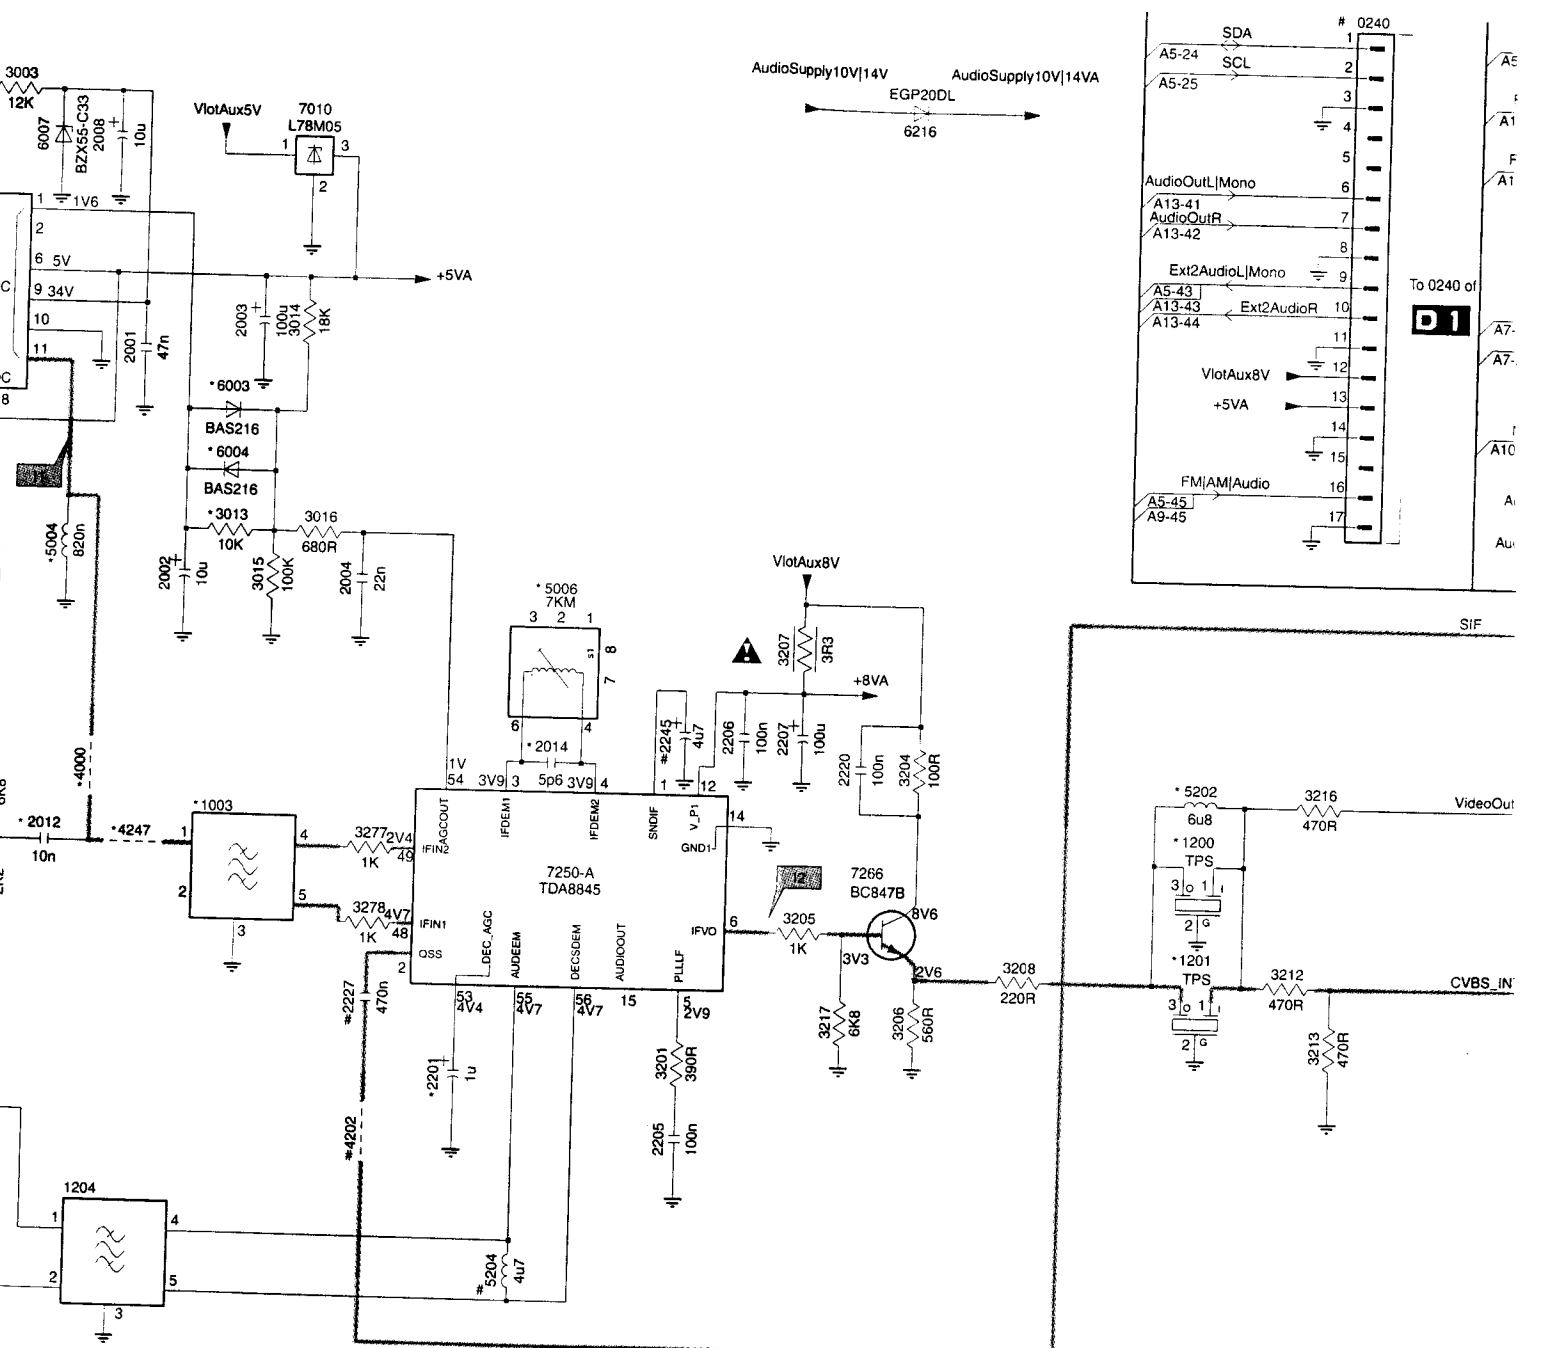 3003
12K
6007
BZX55-C33
2008
+
10u
VlotAux5V
7010
L78M05
1
3
2
AudioSupply10V|14V
AudioSupply10V|14VA
EGP20DL
6216
# 0240
SDA
1
A5-24
SCL
2
A5-25
3
4
5
AudioOutL|Mono
6
A13-41
AudioOutR
7
A13-42
8
Ext2AudioL|Mono
9
A5-43
A13-43
Ext2AudioR
10
A13-44
11
VlotAux8V
12
+5VA
13
14
15
FM|AM|Audio
16
A5-45
A9-45
17
To 0240 of
D1
A7-
A7-
A10
1
1V6
2
6 5V
9 34V
10
11
8
+5VA
2001
47n
2003
+
100u
3014
18K
*6003
BAS216
*6004
BAS216
*3013
10K
3016
680R
2002
+
10u
3015
100K
2004
22n
*5004
820n
*4000
*2012
10n
*4247
*1003
1
2
3
4
5
3277
1K
2V4
49
3278
1K
4V7
48
*5006
7KM
3 2 1
s1
8
7
6
4
*2014
5p6
1V
54
3V9 3
3V9 4
#2245
+
4u7
1
12
2206
100n
2207
+
100u
VlotAux8V
3207
3R3
+8VA
2220
100n
3204
100R
AGCOUT
IFDEM1
IFDEM2
SNDIF
V_P1
14
GND1
IFIN2
IFIN1
QSS
2
7250-A
TDA8845
DEC_AGC
AUDEEM
DECSDEM
AUDIOOUT
PLLLF
IFVO
6
53
4V4
55
4V7
56
4V7
15
5
2V9
12
3205
1K
7266
BC847B
8V6
3V3
2V6
3217
6K8
3206
560R
3208
220R
SIF
*5202
6u8
*1200
TPS
3 O 1 I
2 G
*1201
TPS
3 O 1 I
2 G
3216
470R
VideoOut
3212
470R
CVBS_INT
3213
470R
#2227
470n
#4202
*2201
+
1u
3201
390R
2205
100n
1204
1
2
3
4
5
#
5204
4u7